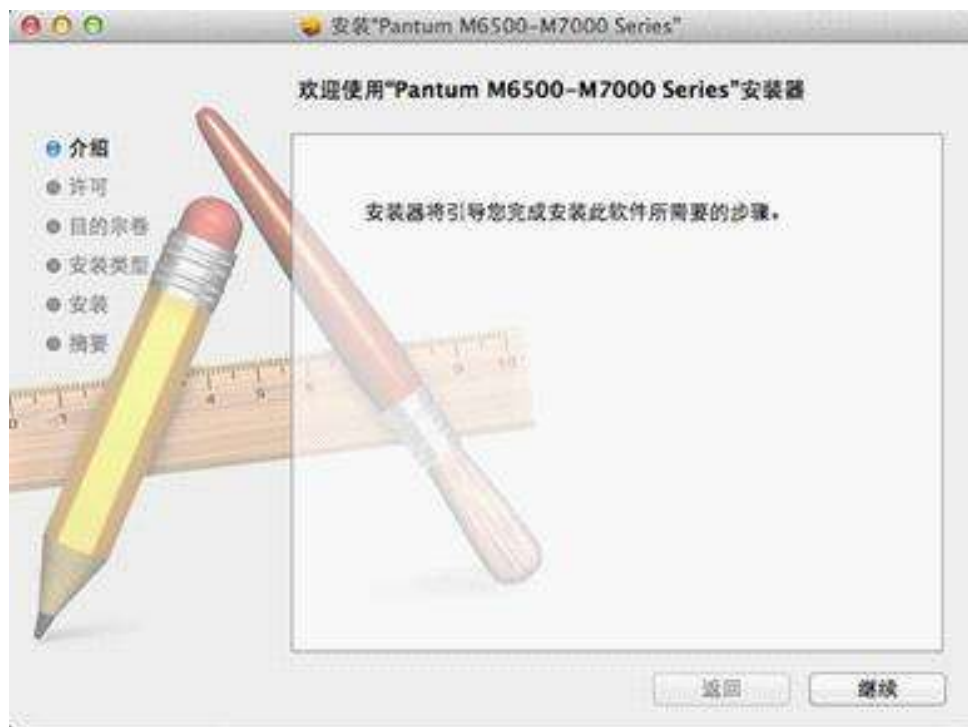 安装"Pantum M6500-M7000 Series"
欢迎使用"Pantum M6500-M7000 Series"安装器
介绍
许可
目的宗卷
安装类型
安装
摘要
安装器将引导您完成安装此软件所需要的步骤。
返回
继续